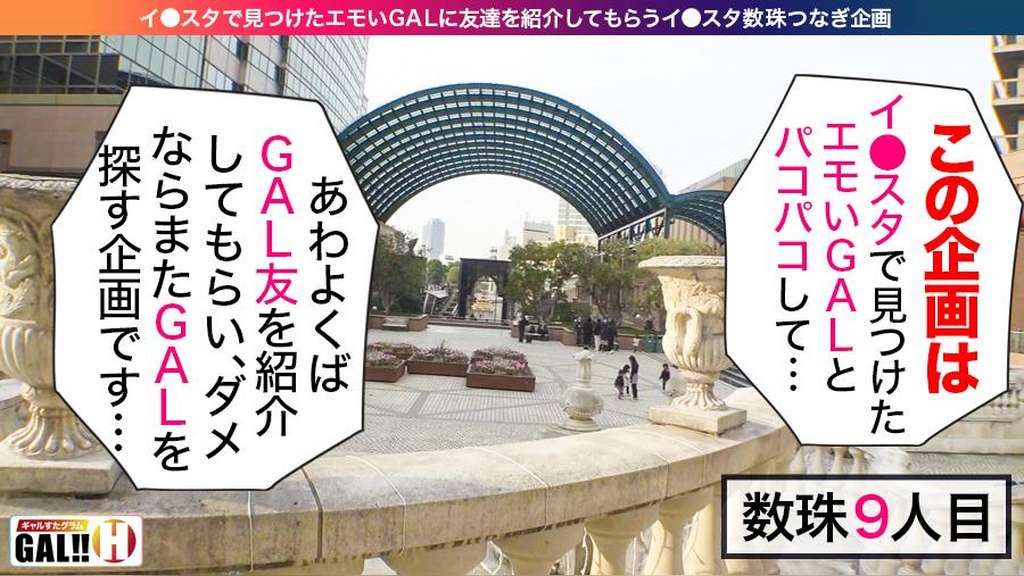 イ●スタで見つけたエモいGALに友達を紹介してもらうイ●スタ数珠つなぎ企画
この企画は
イ●スタで見つけた
エモいGALと
パコパコして…
あわよくば
GAL友を紹介
してもらい、ダメ
ならまたGALを
探す企画です…
数珠9人目
ギャルすたグラム
GAL!! H